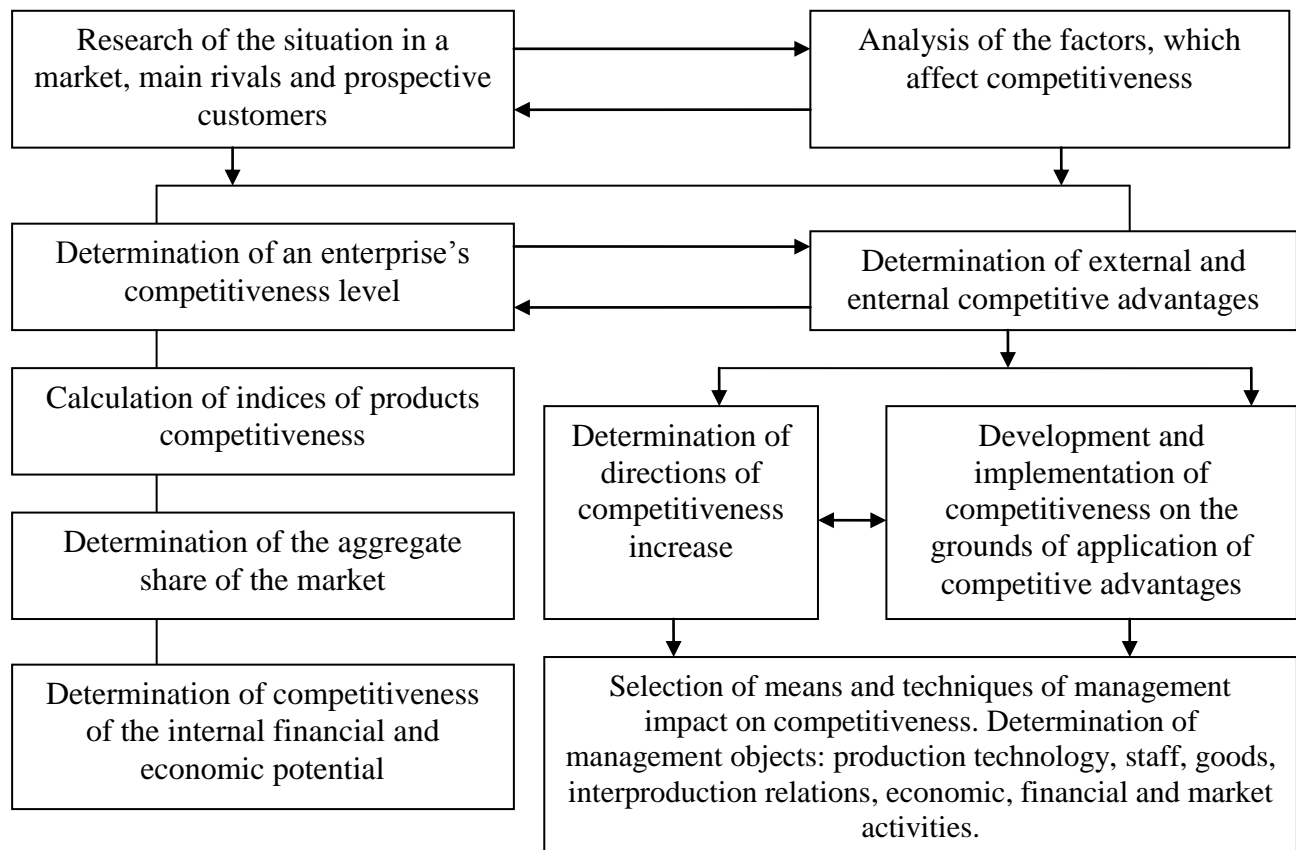 Research of the situation in a
market, main rivals and prospective
customers
Analysis of the factors, which
affect competitiveness
Determination of an enterprise’s
competitiveness level
Determination of external and
enternal competitive advantages
Calculation of indices of products
competitiveness
Determination of
directions of
competitiveness
increase
Development and
implementation of
competitiveness on the
grounds of application of
competitive advantages
Determination of the aggregate
share of the market
Determination of competitiveness
of the internal financial and
economic potential
Selection of means and techniques of management
impact on competitiveness. Determination of
management objects: production technology, staff, goods,
interproduction relations, economic, financial and market
activities.